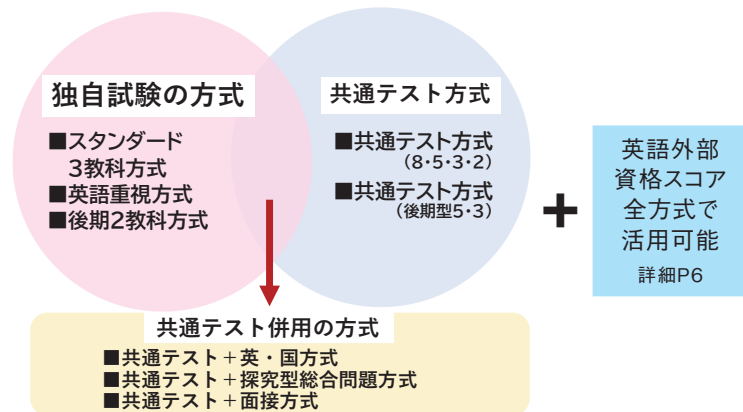 独自試験の方式
■スタンダード
3教科方式
■英語重視方式
■後期2教科方式
共通テスト方式
■共通テスト方式
(8・5・3・2)
■共通テスト方式
(後期型5・3)
+
英語外部
資格スコア
全方式で
活用可能
詳細P6
共通テスト併用の方式
■共通テスト+英・国方式
■共通テスト+探究型総合問題方式
■共通テスト+面接方式